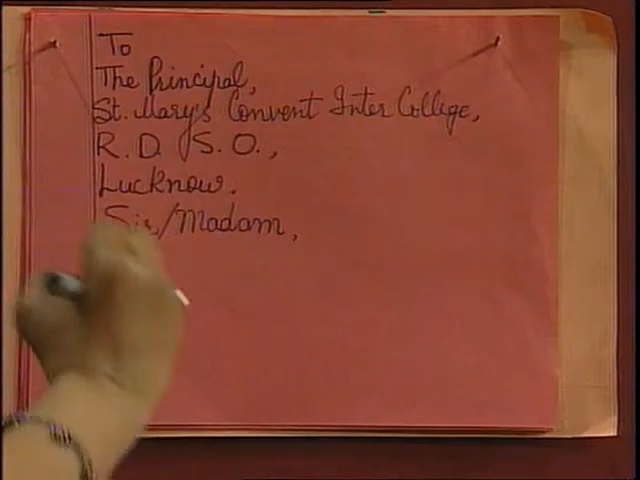 To
The Principal,
St. Mary's Convent Inter College,
R. D. S. O.,
Lucknow.
Sir/Madam,